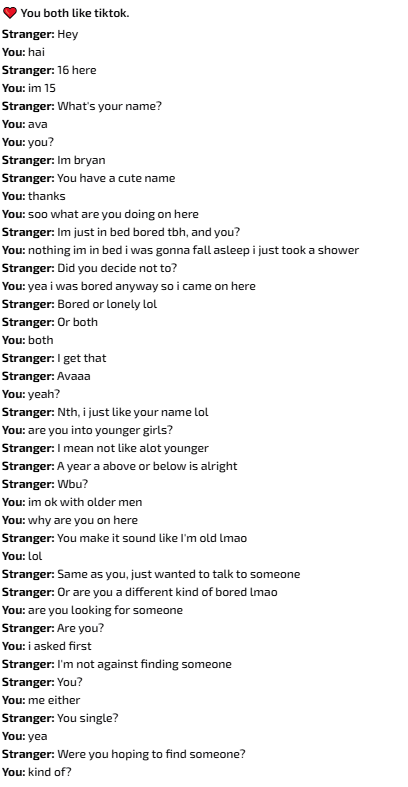 You both like tiktok.
Stranger: Hey
You: hai
Stranger: 16 here
You: im 15
Stranger: What's your name?
You: ava
You: you?
Stranger: Im bryan
Stranger: You have a cute name
You: thanks
You: soo what are you doing on here
Stranger: Im just in bed bored tbh, and you?
You: nothing im in bed i was gonna fall asleep i just took a shower
Stranger: Did you decide not to?
You: yea i was bored anyway so i came on here
Stranger: Bored or lonely lol
Stranger: Or both
You: both
Stranger: I get that
Stranger: Avaaa
You: yeah?
Stranger: Nth, i just like your name lol
You: are you into younger girls?
Stranger: I mean not like alot younger
Stranger: A year a above or below is alright
Stranger: Wbu?
You: im ok with older men
You: why are you on here
Stranger: You make it sound like I'm old lmao
You: lol
Stranger: Same as you, just wanted to talk to someone
Stranger: Or are you a different kind of bored lmao
You: are you looking for someone
Stranger: Are you?
You: i asked first
Stranger: I'm not against finding someone
Stranger: You?
You: me either
Stranger: You single?
You: yea
Stranger: Were you hoping to find someone?
You: kind of?